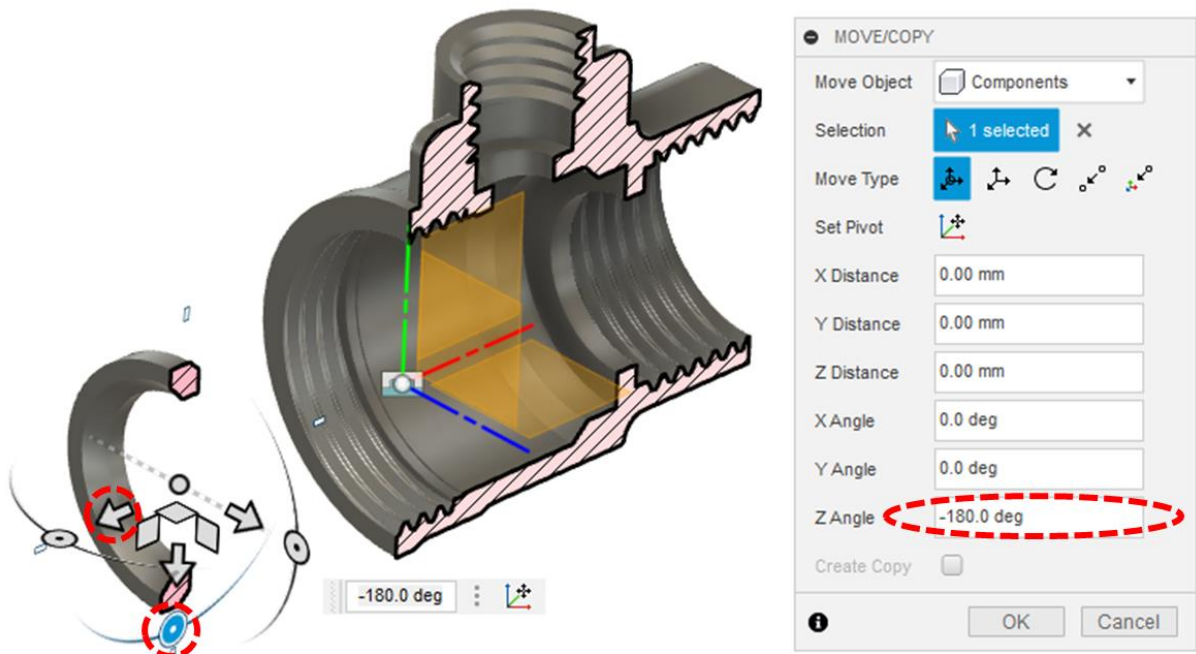 MOVE/COPY
Move Object Components
Selection 1 selected
Move Type
Set Pivot
X Distance 0.00 mm
Y Distance 0.00 mm
Z Distance 0.00 mm
X Angle 0.0 deg
Y Angle 0.0 deg
Z Angle -180.0 deg
Create Copy
OK Cancel
-180.0 deg